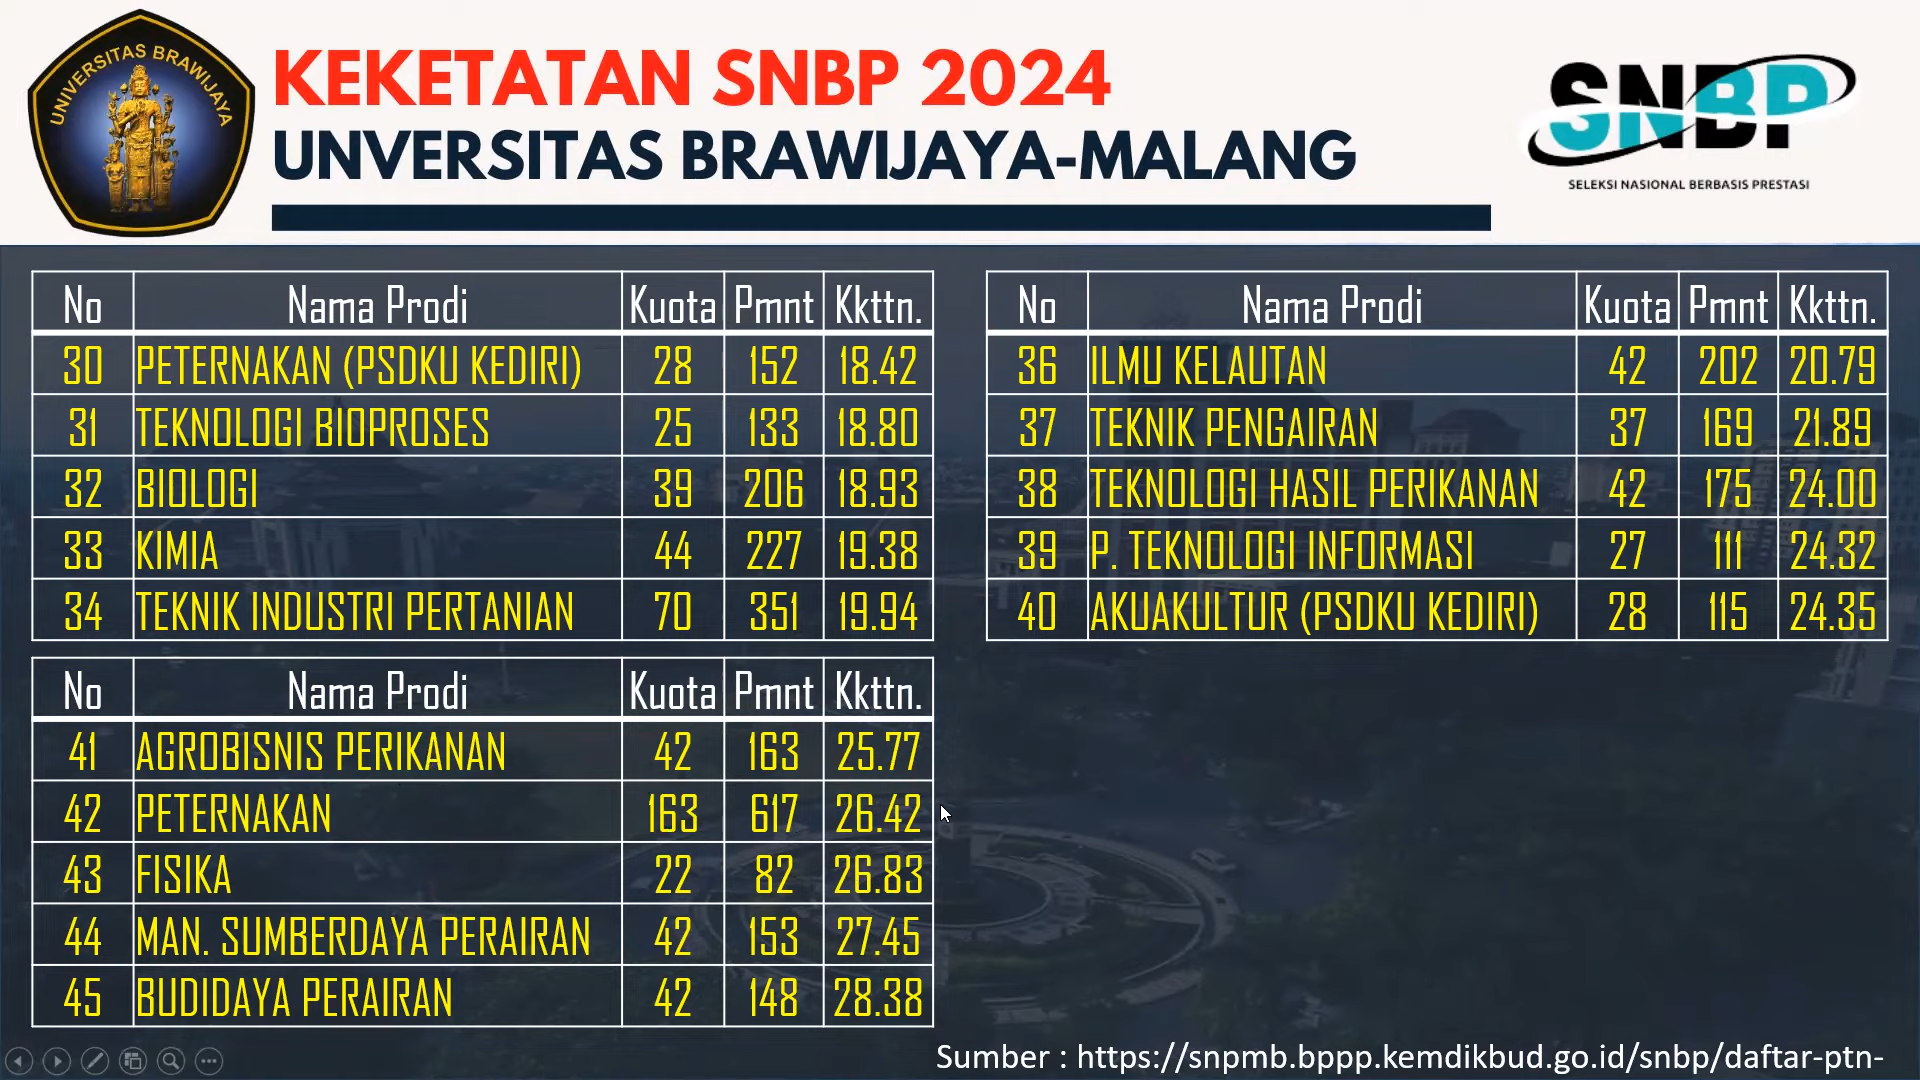 UNIVERSITAS BRAWIJAYA
KEKETATAN SNBP 2024
UNVERSITAS BRAWIJAYA-MALANG
SNBP
SELEKSI NASIONAL BERBASIS PRESTASI
No Nama Prodi Kuota Pmnt Kkttn.
30 PETERNAKAN (PSDKU KEDIRI) 28 152 18.42
31 TEKNOLOGI BIOPROSES 25 133 18.80
32 BIOLOGI 39 206 18.93
33 KIMIA 44 227 19.38
34 TEKNIK INDUSTRI PERTANIAN 70 351 19.94
No Nama Prodi Kuota Pmnt Kkttn.
36 ILMU KELAUTAN 42 202 20.79
37 TEKNIK PENGAIRAN 37 169 21.89
38 TEKNOLOGI HASIL PERIKANAN 42 175 24.00
39 P. TEKNOLOGI INFORMASI 27 111 24.32
40 AKUAKULTUR (PSDKU KEDIRI) 28 115 24.35
No Nama Prodi Kuota Pmnt Kkttn.
41 AGROBISNIS PERIKANAN 42 163 25.77
42 PETERNAKAN 163 617 26.42
43 FISIKA 22 82 26.83
44 MAN. SUMBERDAYA PERAIRAN 42 153 27.45
45 BUDIDAYA PERAIRAN 42 148 28.38
Sumber : https://snpmb.bppp.kemdikbud.go.id/snbp/daftar-ptn-